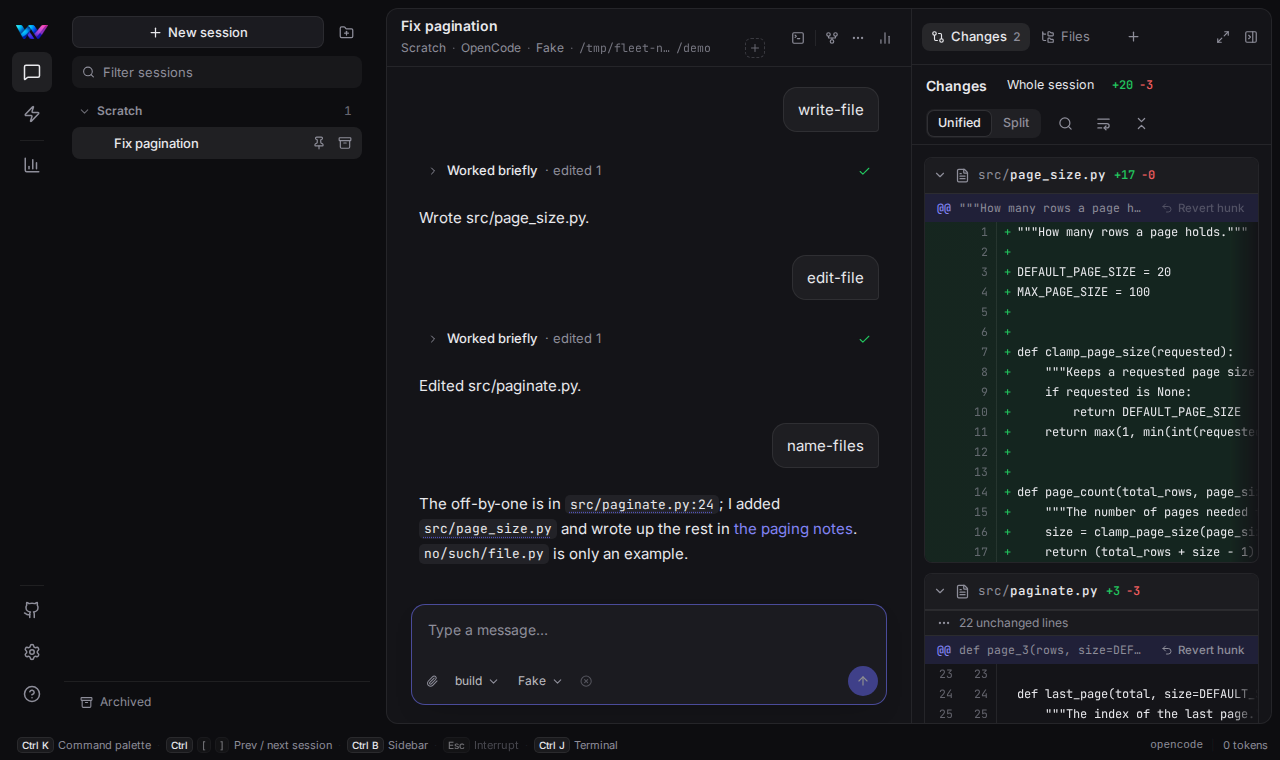 New session
Filter sessions
Scratch 1
Fix pagination
Archived
Fix pagination
Scratch · OpenCode · Fake · /tmp/fleet-n… /demo
write-file
Worked briefly · edited 1
Wrote src/page_size.py.
edit-file
Worked briefly · edited 1
Edited src/paginate.py.
name-files
The off-by-one is in src/paginate.py:24; I added
src/page_size.py and wrote up the rest in the paging notes.
no/such/file.py is only an example.
Type a message...
build Fake
Changes 2 Files
Changes Whole session +20 -3
Unified Split
src/page_size.py +17 -0
@@ """How many rows a page h… Revert hunk
1 + """How many rows a page holds."""
2 +
3 + DEFAULT_PAGE_SIZE = 20
4 + MAX_PAGE_SIZE = 100
5 +
6 +
7 + def clamp_page_size(requested):
8 + """Keeps a requested page size
9 + if requested is None:
10 + return DEFAULT_PAGE_SIZE
11 + return max(1, min(int(requeste
12 +
13 +
14 + def page_count(total_rows, page_si
15 + """The number of pages needed
16 + size = clamp_page_size(page_si
17 + return (total_rows + size - 1)
src/paginate.py +3 -3
22 unchanged lines
@@ def page_3(rows, size=DEF… Revert hunk
23 23
24 24 def last_page(total, size=DEFAULT_
25 25 """The index of the last page.
Ctrl K Command palette Ctrl [ ] Prev / next session Ctrl B Sidebar Esc Interrupt Ctrl J Terminal opencode 0 tokens